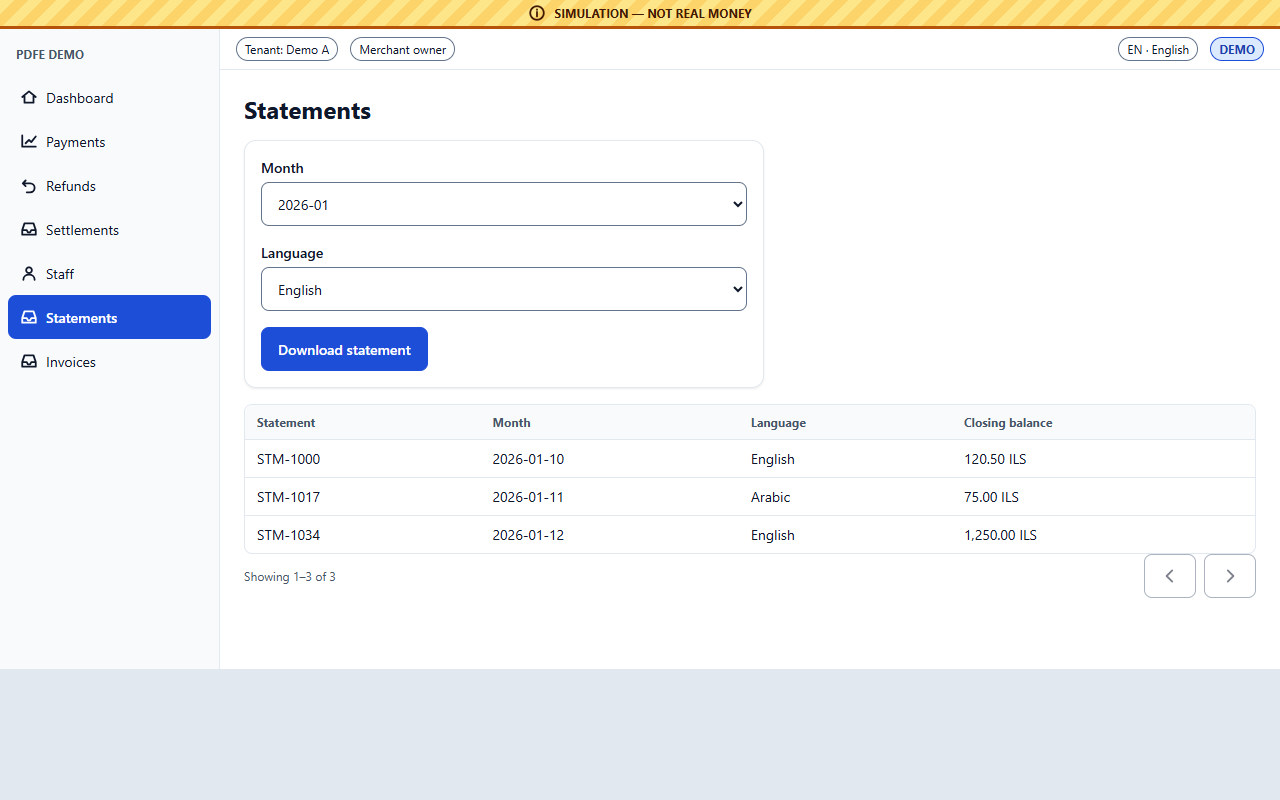 SIMULATION — NOT REAL MONEY
PDFE DEMO
Dashboard
Payments
Refunds
Settlements
Staff
Statements
Invoices
Tenant: Demo A
Merchant owner
EN · English
DEMO
Statements
Month
2026-01
Language
English
Download statement
Statement Month Language Closing balance
STM-1000 2026-01-10 English 120.50 ILS
STM-1017 2026-01-11 Arabic 75.00 ILS
STM-1034 2026-01-12 English 1,250.00 ILS
Showing 1–3 of 3